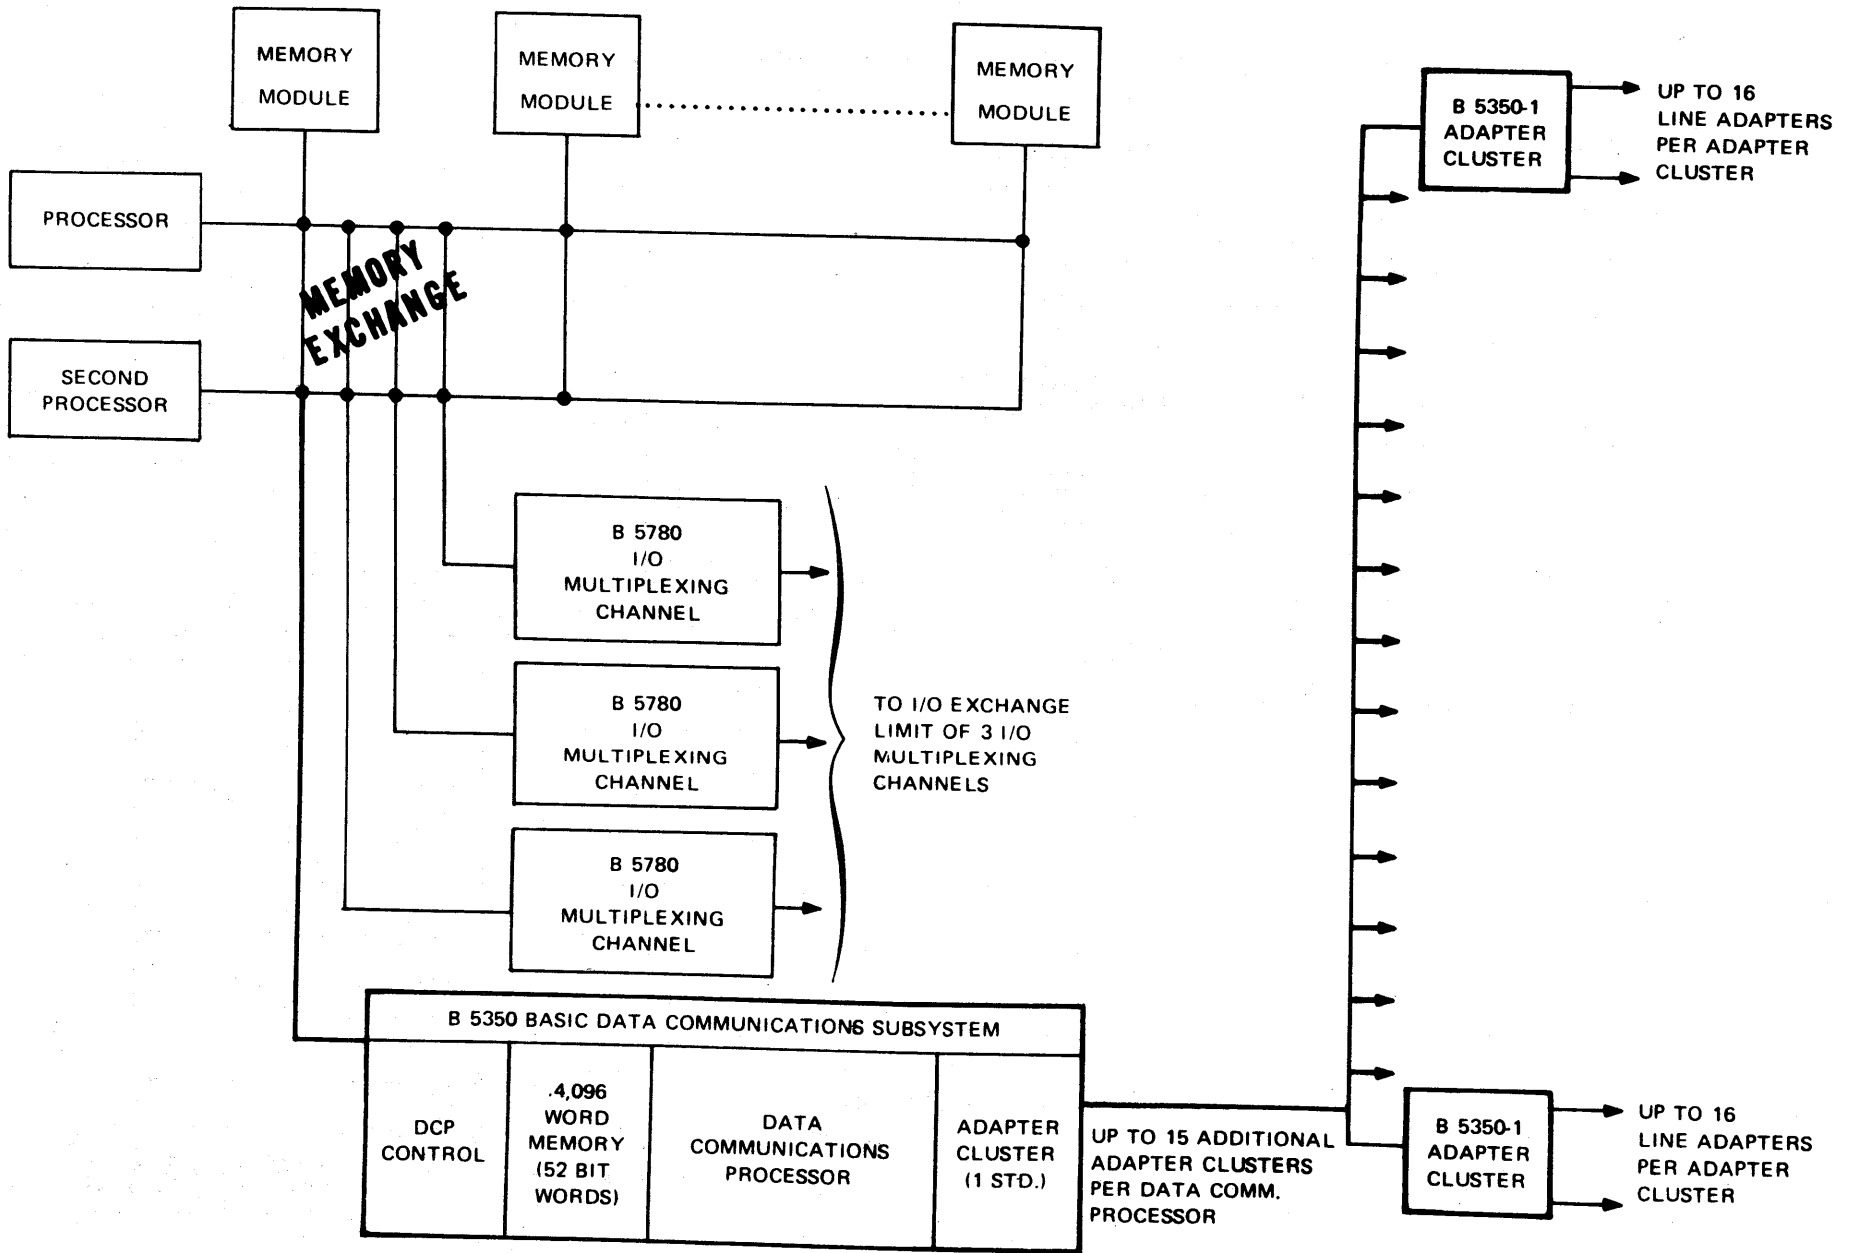 MEMORY
MODULE
MEMORY
MODULE
MEMORY
MODULE
B 5350-1
ADAPTER
CLUSTER
UP TO 16
LINE ADAPTERS
PER ADAPTER
CLUSTER
PROCESSOR
MEMORY
EXCHANGE
SECOND
PROCESSOR
B 5780
I/O
MULTIPLEXING
CHANNEL
B 5780
I/O
MULTIPLEXING
CHANNEL
TO I/O EXCHANGE
LIMIT OF 3 I/O
MULTIPLEXING
CHANNELS
B 5780
I/O
MULTIPLEXING
CHANNEL
B 5350 BASIC DATA COMMUNICATIONS SUBSYSTEM
DCP
CONTROL
4,096
WORD
MEMORY
(52 BIT
WORDS)
DATA
COMMUNICATIONS
PROCESSOR
ADAPTER
CLUSTER
(1 STD.)
UP TO 15 ADDITIONAL
ADAPTER CLUSTERS
PER DATA COMM.
PROCESSOR
B 5350-1
ADAPTER
CLUSTER
UP TO 16
LINE ADAPTERS
PER ADAPTER
CLUSTER